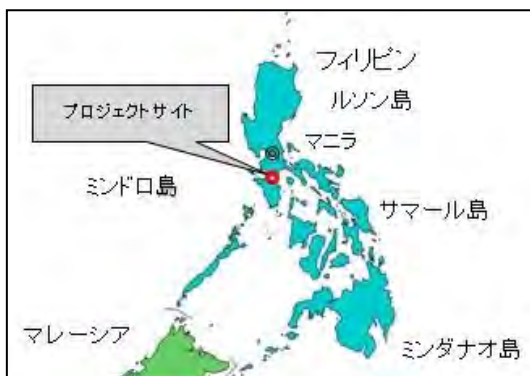 フィリピン
ルソン島
プロジェクトサイト
マニラ
ミンドロ島
サマール島
マレーシア
ミンダナオ島